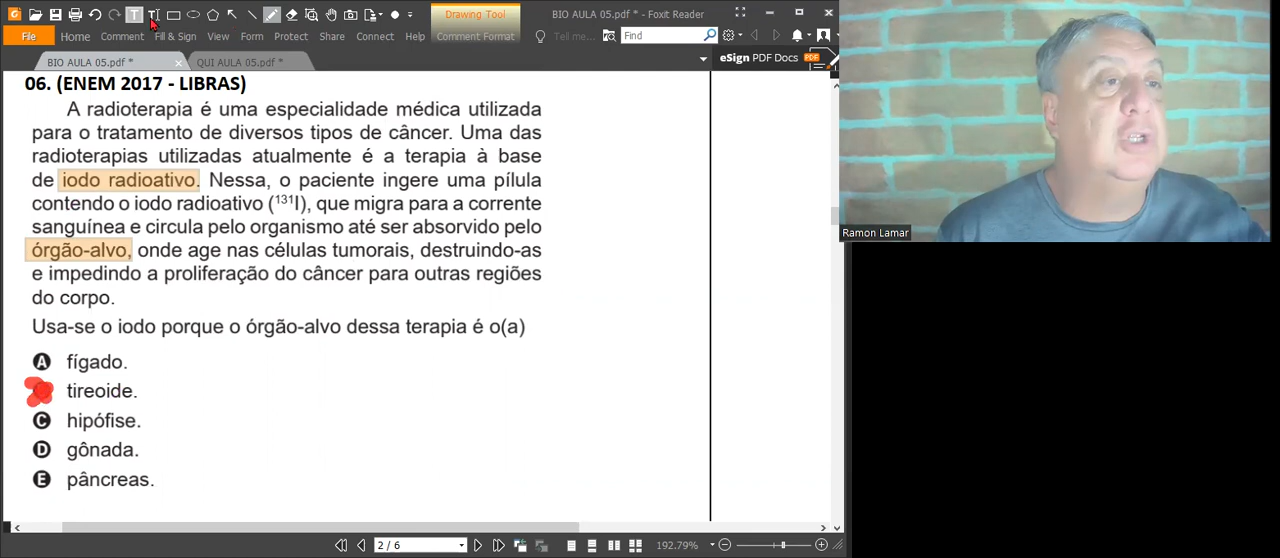 Drawing Tool
BIO AULA 05.pdf * - Foxit Reader
File
Home
Comment
Fill & Sign
View
Form
Protect
Share
Connect
Help
Comment Format
Tell me...
Find
BIO AULA 05.pdf *
QUI AULA 05.pdf *
eSign PDF Docs
PDF
06. (ENEM 2017 - LIBRAS)
A radioterapia é uma especialidade médica utilizada
para o tratamento de diversos tipos de câncer. Uma das
radioterapias utilizadas atualmente é a terapia à base
de iodo radioativo. Nessa, o paciente ingere uma pílula
contendo o iodo radioativo (¹³¹I), que migra para a corrente
sanguínea e circula pelo organismo até ser absorvido pelo
órgão-alvo, onde age nas células tumorais, destruindo-as
e impedindo a proliferação do câncer para outras regiões
do corpo.
Usa-se o iodo porque o órgão-alvo dessa terapia é o(a)
A fígado.
tireoide.
C hipófise.
D gônada.
E pâncreas.
Ramon Lamar
2 / 6
192.79%